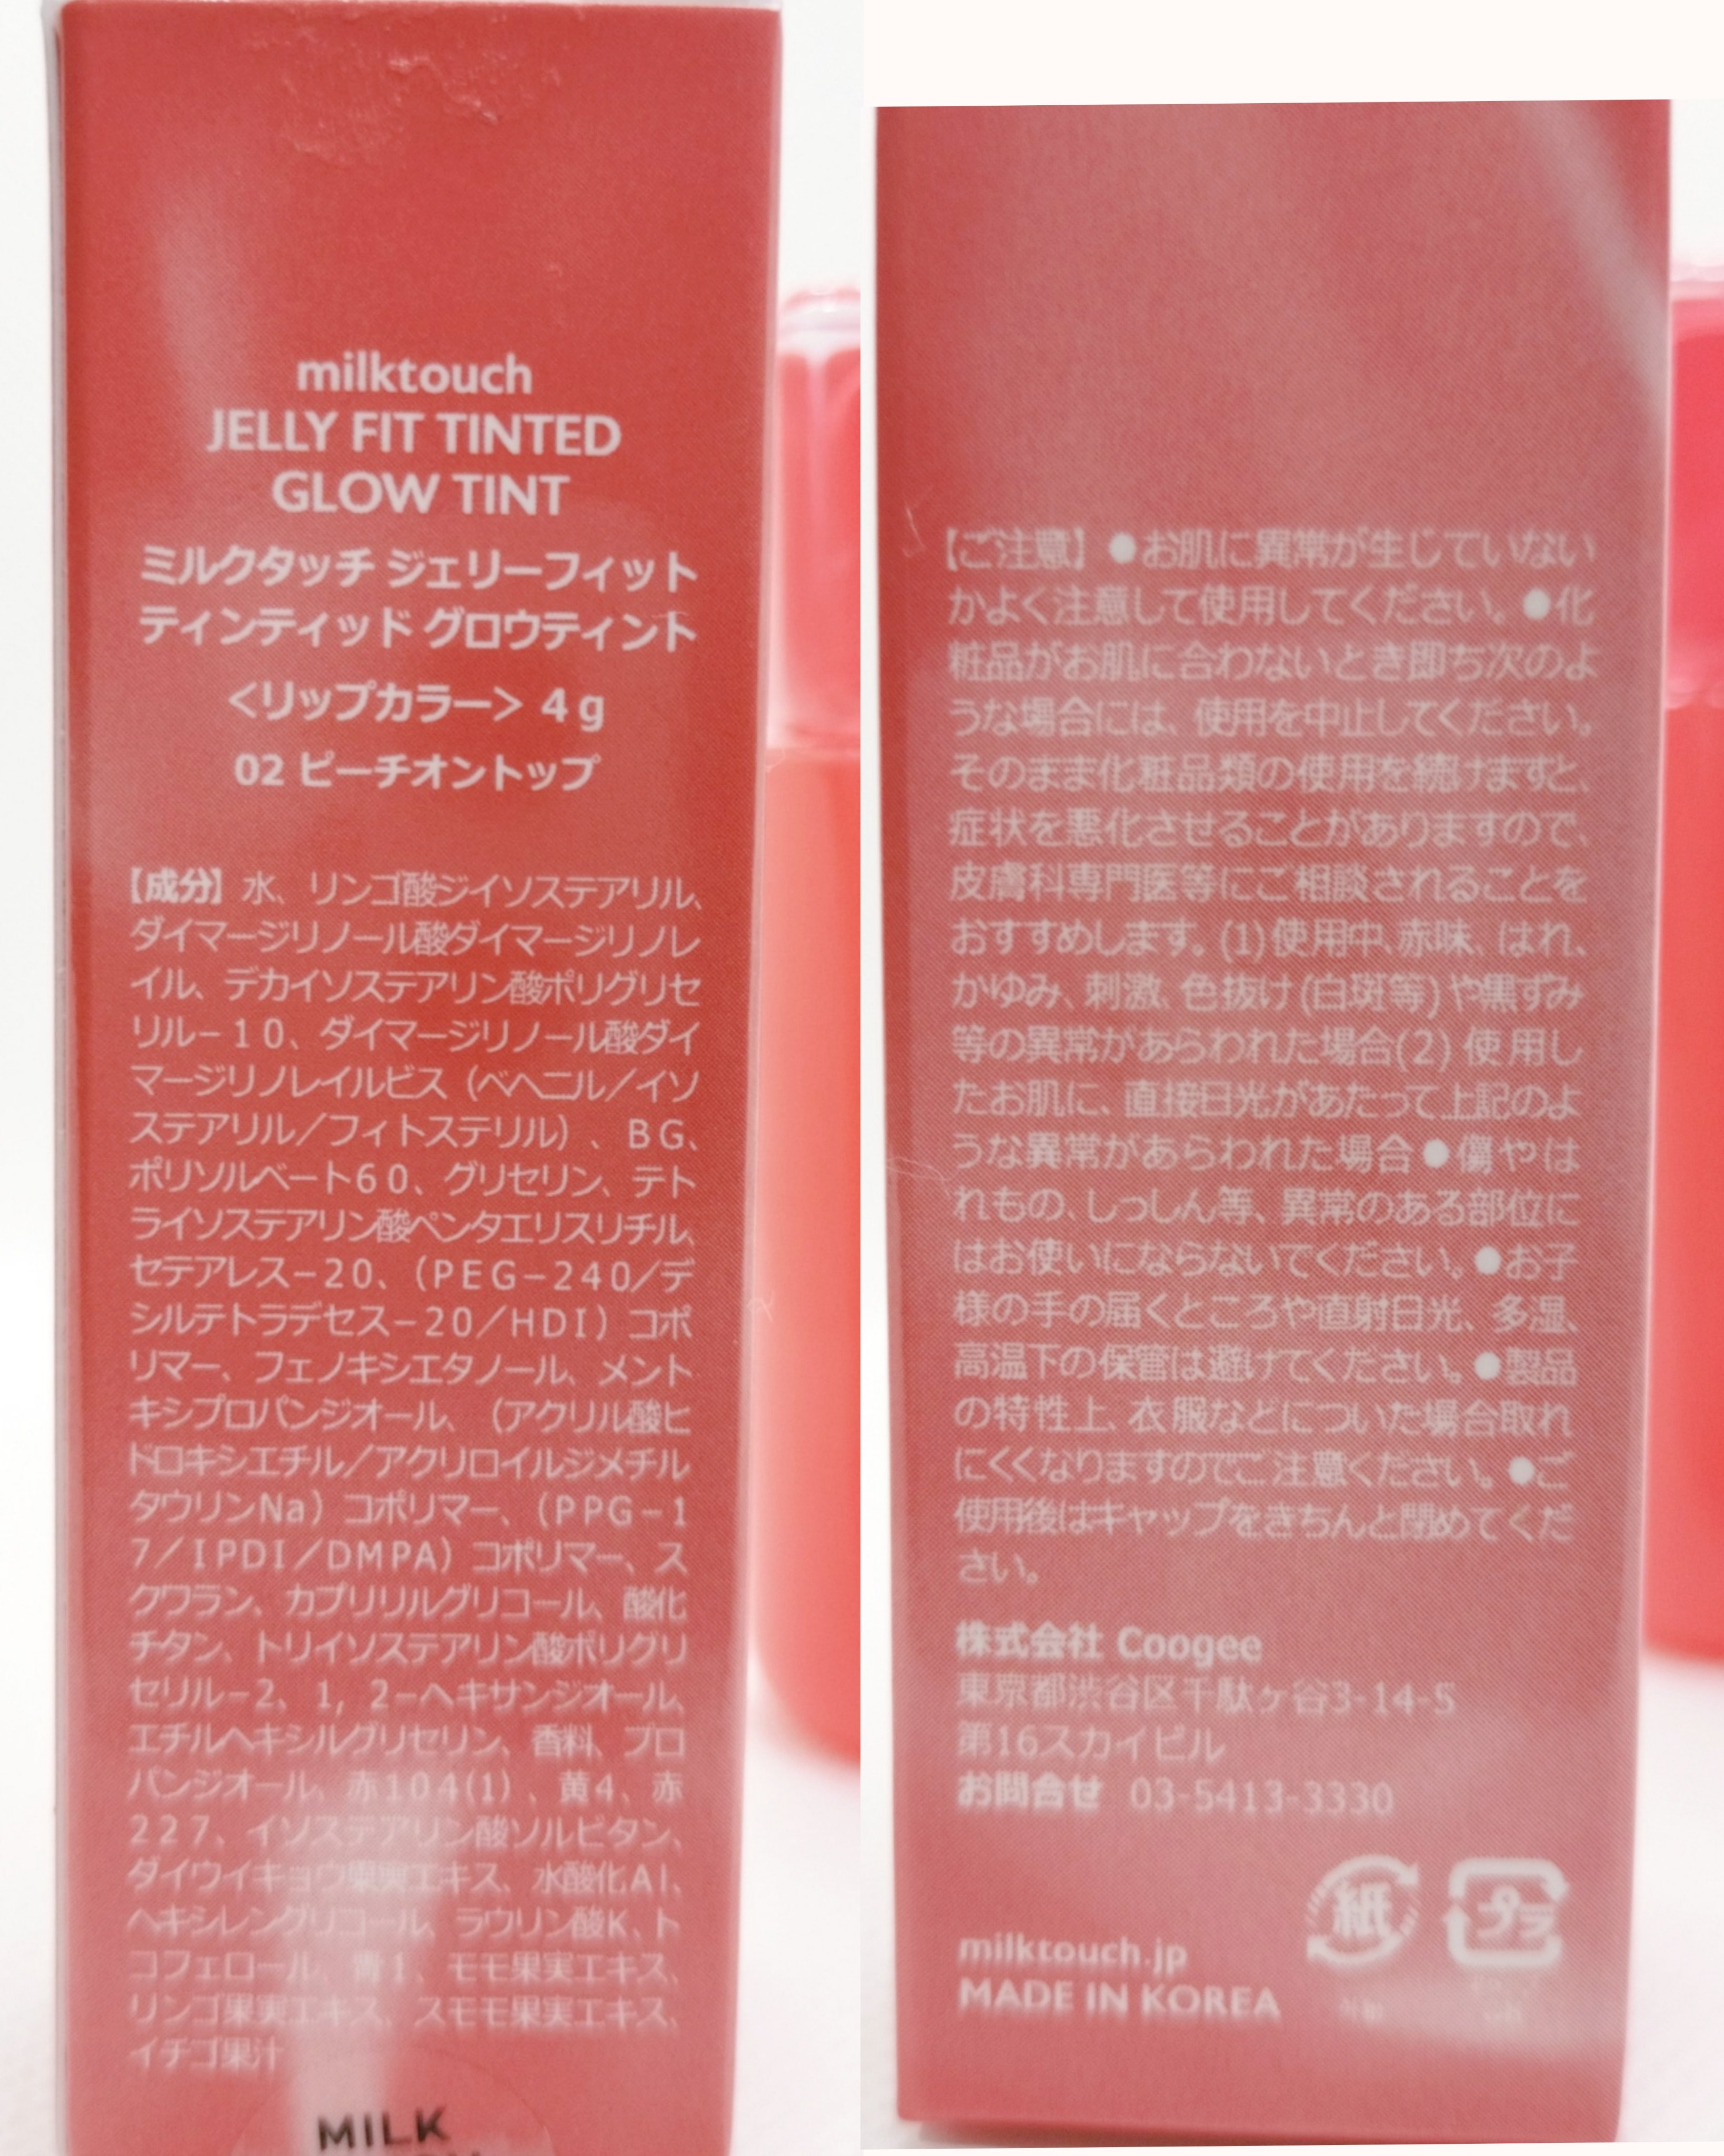 milktouch
JELLY FIT TINTED
GLOW TINT
ミルクタッチ ジェリーフィット
ティンティッド グロウティント
<リップカラー> 4g
02 ピーチオントップ
【成分】水、リンゴ酸ジイソステアリル、
ダイマージリノール酸ダイマージリノレ
イル、デカイソステアリン酸ポリグリセ
リル−10、ダイマージリノール酸ダイ
マージリノレイルビス(ベヘニル/イソ
ステアリル/フィトステリル)、BG、
ポリソルベート60、グリセリン、テト
ライソステアリン酸ペンタエリスリチル、
セテアレス−20、(PEG−240/デ
シルテトラデセス−20/HDI)コポ
リマー、フェノキシエタノール、メント
キシプロパンジオール、(アクリル酸ヒ
ドロキシエチル/アクリロイルジメチル
タウリンNa)コポリマー、(PPG−1
7/IPDI/DMPA)コポリマー、ス
クワラン、カプリリルグリコール、酸化
チタン、トリイソステアリン酸ポリグリ
セリル−2、1, 2−ヘキサンジオール、
エチルヘキシルグリセリン、香料、プロ
パンジオール、赤104(1)、黄4、赤
227、イソステアリン酸ソルビタン、
ダイウイキョウ果実エキス、水酸化Al、
ヘキシレングリコール、ラウリン酸K、ト
コフェロール、青1、モモ果実エキス、
リンゴ果実エキス、スモモ果実エキス、
イチゴ果汁
MILK
【ご注意】●お肌に異常が生じていない
かよく注意して使用してください。●化
粧品がお肌に合わないとき即ち次のよ
うな場合には、使用を中止してください。
そのまま化粧品類の使用を続けますと、
症状を悪化させることがありますので、
皮膚科専門医等にご相談されることを
おすすめします。(1)使用中、赤味、はれ、
かゆみ、刺激、色抜け(白斑等)や黒ずみ
等の異常があらわれた場合(2) 使用し
たお肌に、直接日光があたって上記のよ
うな異常があらわれた場合●傷やは
れもの、しっしん等、異常のある部位に
はお使いにならないでください。●お子
様の手の届くところや直射日光、多湿、
高温下の保管は避けてください。●製品
の特性上、衣服などについた場合取れ
にくくなりますのでご注意ください。●ご
使用後はキャップをきちんと閉めてくだ
さい。
株式会社 Coogee
東京都渋谷区千駄ヶ谷3-14-5
第16スカイビル
お問合せ 03-5413-3330
紙 プラ
milktouch.jp
MADE IN KOREA